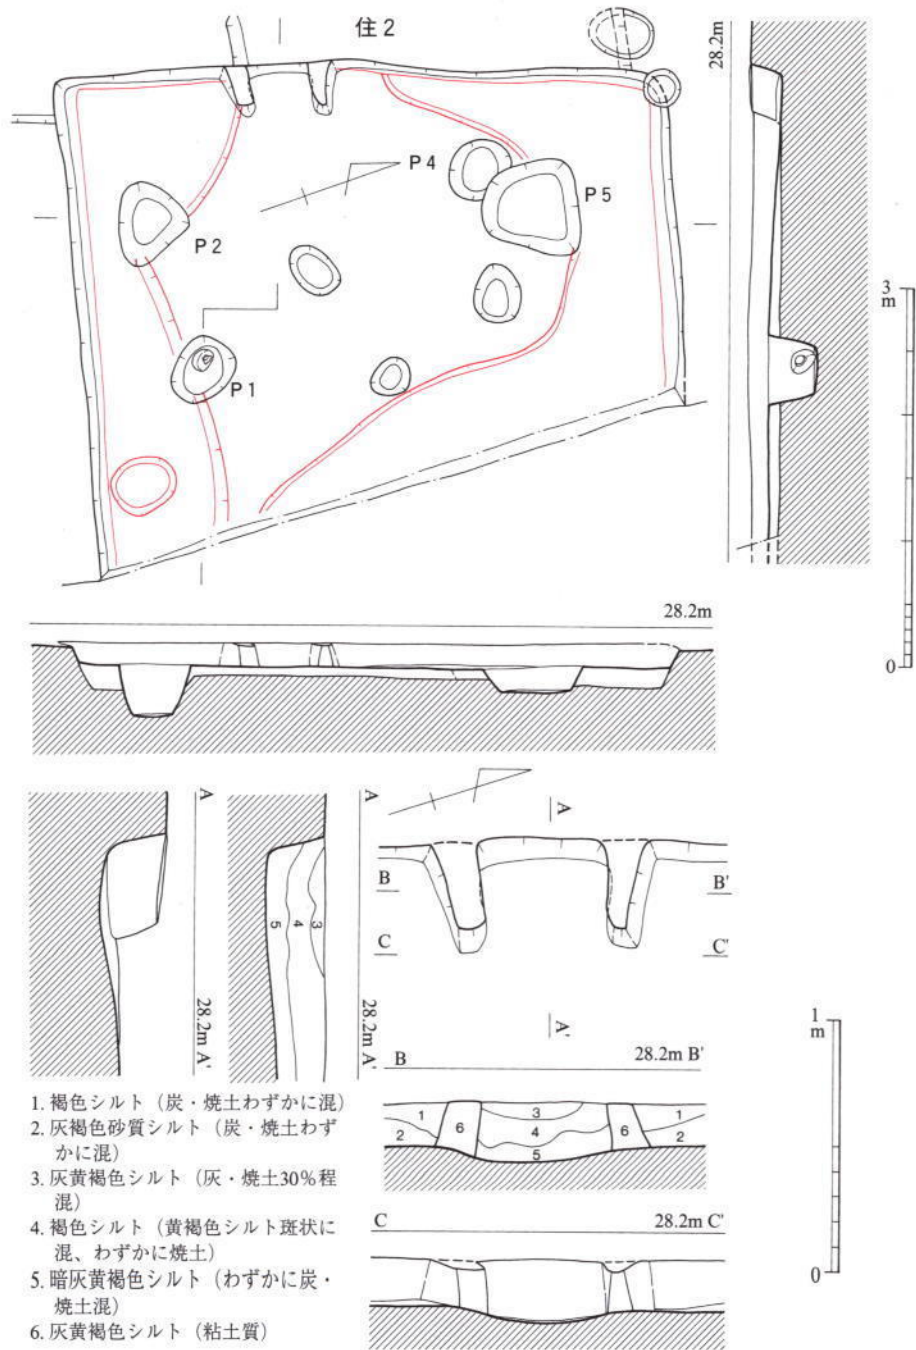 住2
28.2m
P4
P5
P2
P1
3
m
0
28.2m
A
28.2m A'
A
5
4
3
28.2m A'
A
B
B'
C
C'
A'
1
m
0
B
28.2m B'
1
2
6
3
4
5
6
1
2
C
28.2m C'
1. 褐色シルト（炭・焼土わずかに混）
2. 灰褐色砂質シルト（炭・焼土わず
かに混）
3. 灰黄褐色シルト（灰・焼土30％程
混）
4. 褐色シルト（黄褐色シルト斑状に
混、わずかに焼土）
5. 暗灰黄褐色シルト（わずかに炭・
焼土混）
6. 灰黄褐色シルト（粘土質）